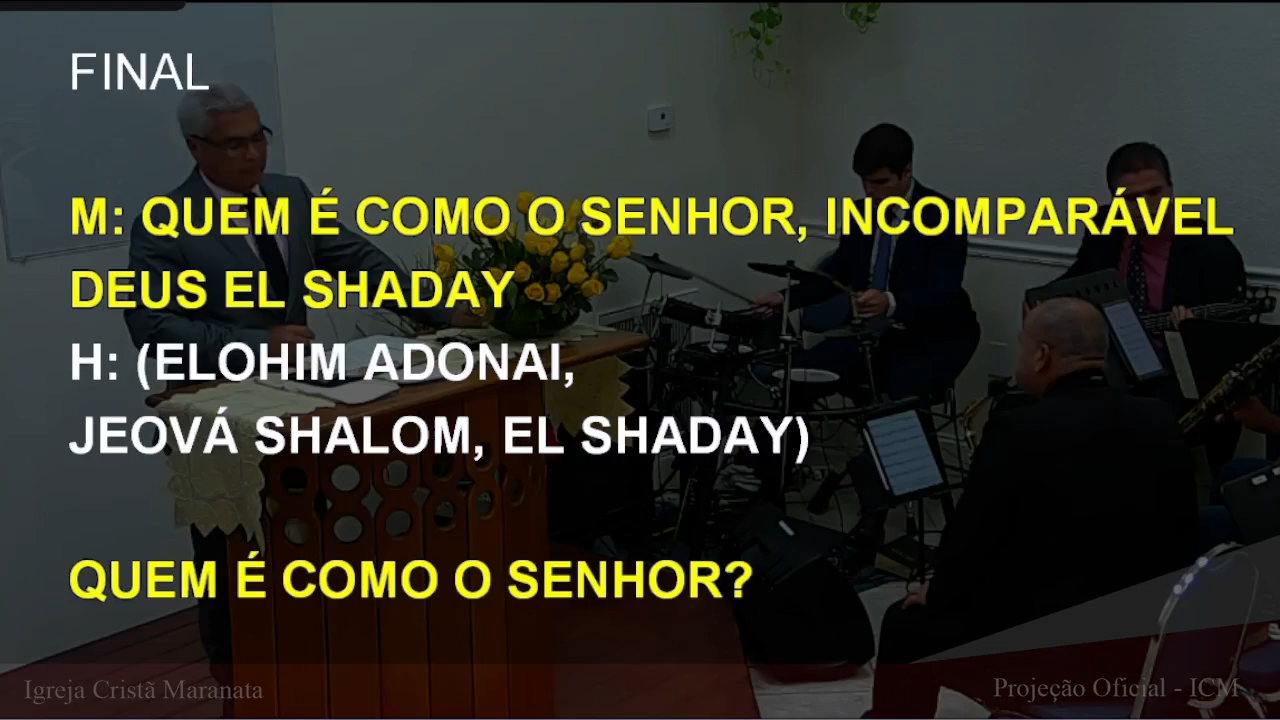 FINAL
M: QUEM É COMO O SENHOR, INCOMPARÁVEL
DEUS EL SHADAY
H: (ELOHIM ADONAI,
JEOVÁ SHALOM, EL SHADAY)
QUEM É COMO O SENHOR?
Igreja Cristã Maranata
Projeção Oficial - ICM